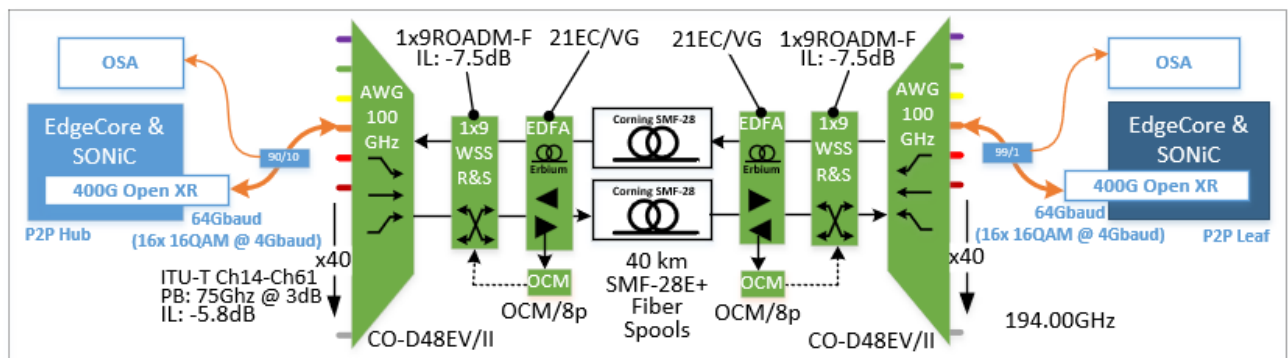 1x9ROADM-F
IL: -7.5dB
21EC/VG
21EC/VG
1x9ROADM-F
IL: -7.5dB
OSA
EdgeCore &
SONiC
90/10
400G Open XR
P2P Hub
64Gbaud
(16x 16QAM @ 4Gbaud)
AWG
100
GHz
x40
ITU-T Ch14-Ch61
PB: 75Ghz @ 3dB
IL: -5.8dB
CO-D48EV/II
1x9
WSS
R&S
EDFA
Erbium
OCM
OCM/8p
Corning SMF-28
Corning SMF-28
40 km
SMF-28E+
Fiber
Spools
EDFA
Erbium
OCM
OCM/8p
1x9
WSS
R&S
AWG
100
GHz
CO-D48EV/II
x40
194.00GHz
OSA
EdgeCore &
SONiC
99/1
400G Open XR
64Gbaud
(16x 16QAM @ 4Gbaud)
P2P Leaf